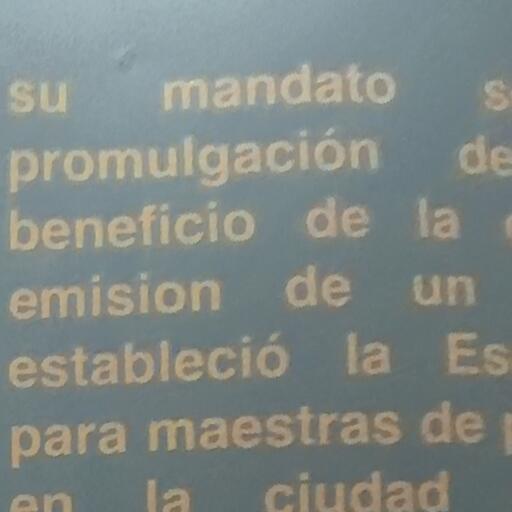 su mandato
promulgación
beneficio de la
emision de un
estableció la
para maestras de
en la ciudad